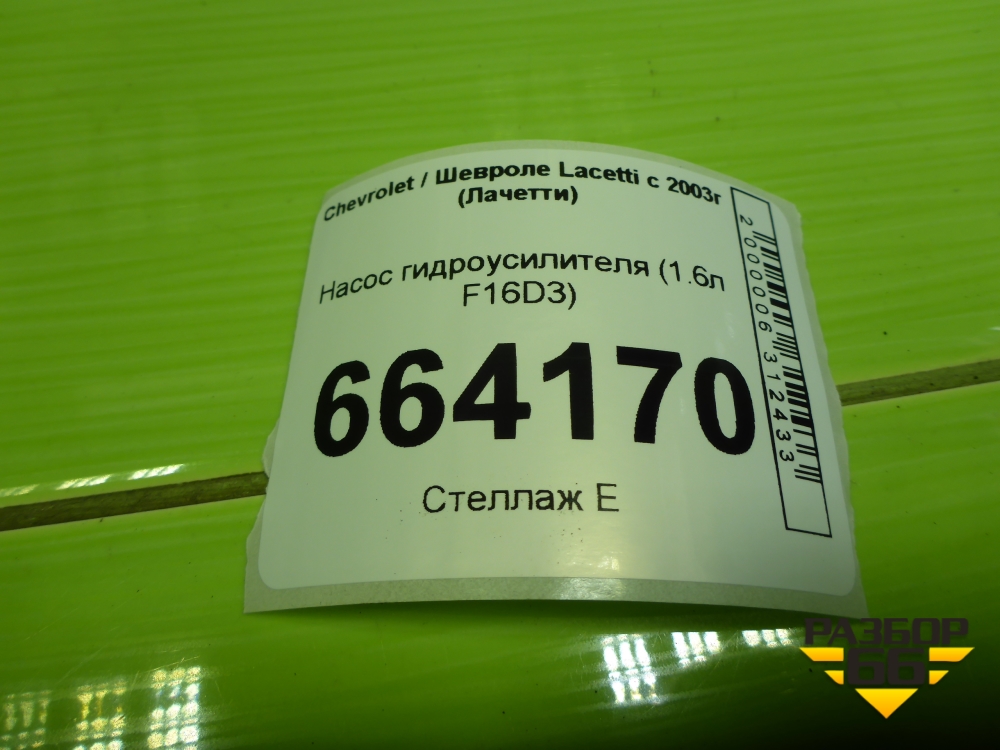 Chevrolet / Шевроле Lacetti с 2003г
(Лачетти)
Насос гидроусилителя (1.6л
F16D3)
664170
Стеллаж Е
2000006312433
РАЗБОР
66